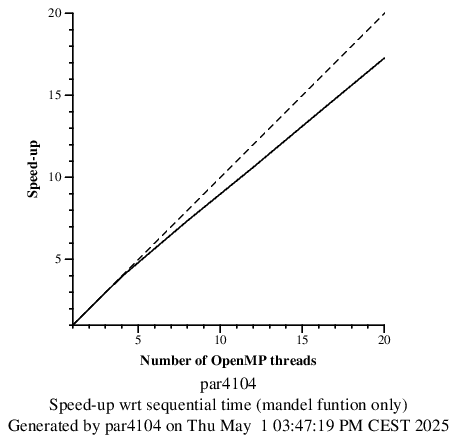 20
15
10
5
Speed-up
5
10
15
20
Number of OpenMP threads
par4104
Speed-up wrt sequential time (mandel funtion only)
Generated by par4104 on Thu May  1 03:47:19 PM CEST 2025